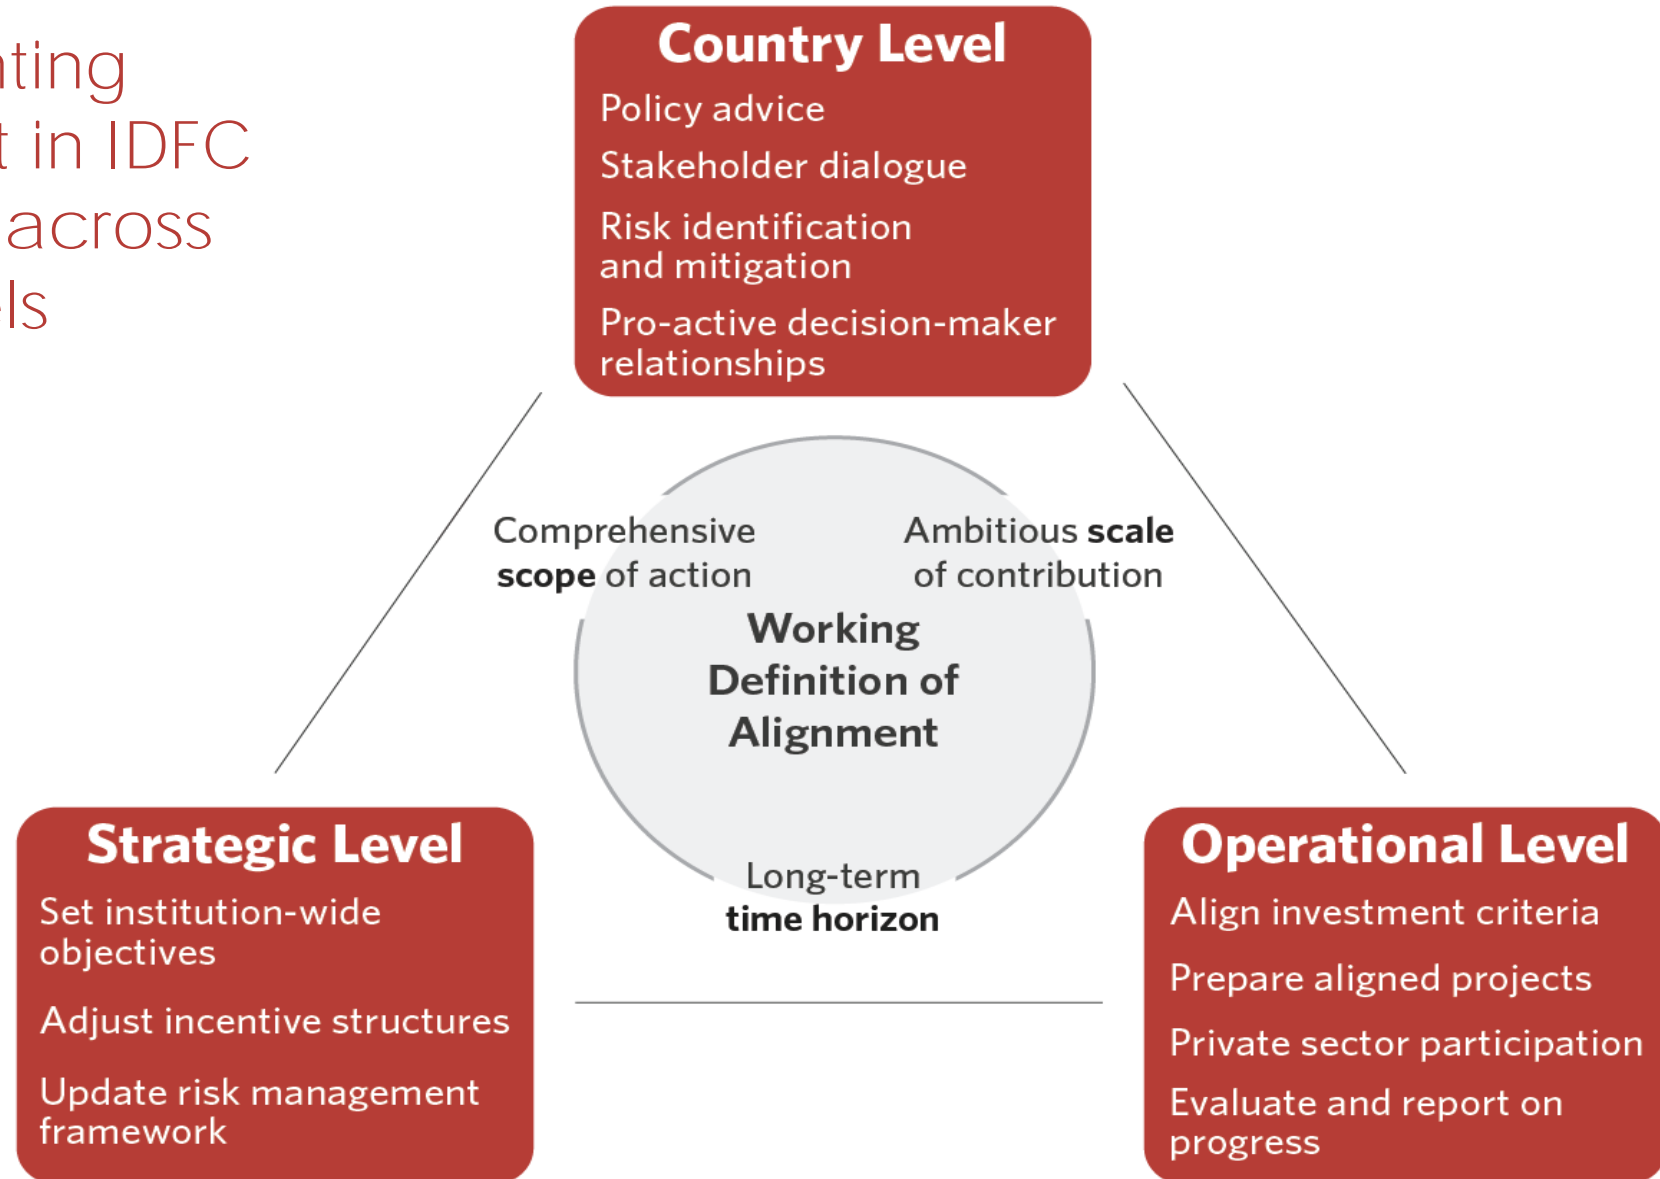 nting
t in IDFC
across
els
Country Level
Policy advice
Stakeholder dialogue
Risk identification
and mitigation
Pro-active decision-maker
relationships
Comprehensive
scope of action
Ambitious scale
of contribution
Working
Definition of
Alignment
Long-term
time horizon
Strategic Level
Set institution-wide
objectives
Adjust incentive structures
Update risk management
framework
Operational Level
Align investment criteria
Prepare aligned projects
Private sector participation
Evaluate and report on
progress